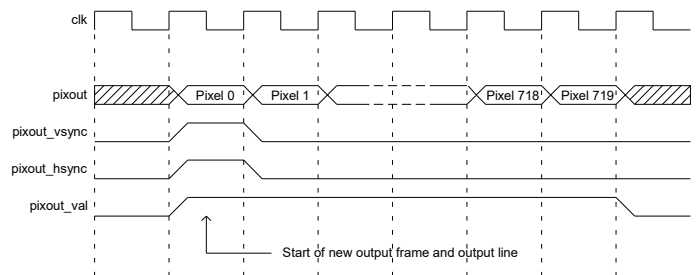 clk
pixout
Pixel 0
Pixel 1
Pixel 718
Pixel 719
pixout_vsync
pixout_hsync
pixout_val
Start of new output frame and output line